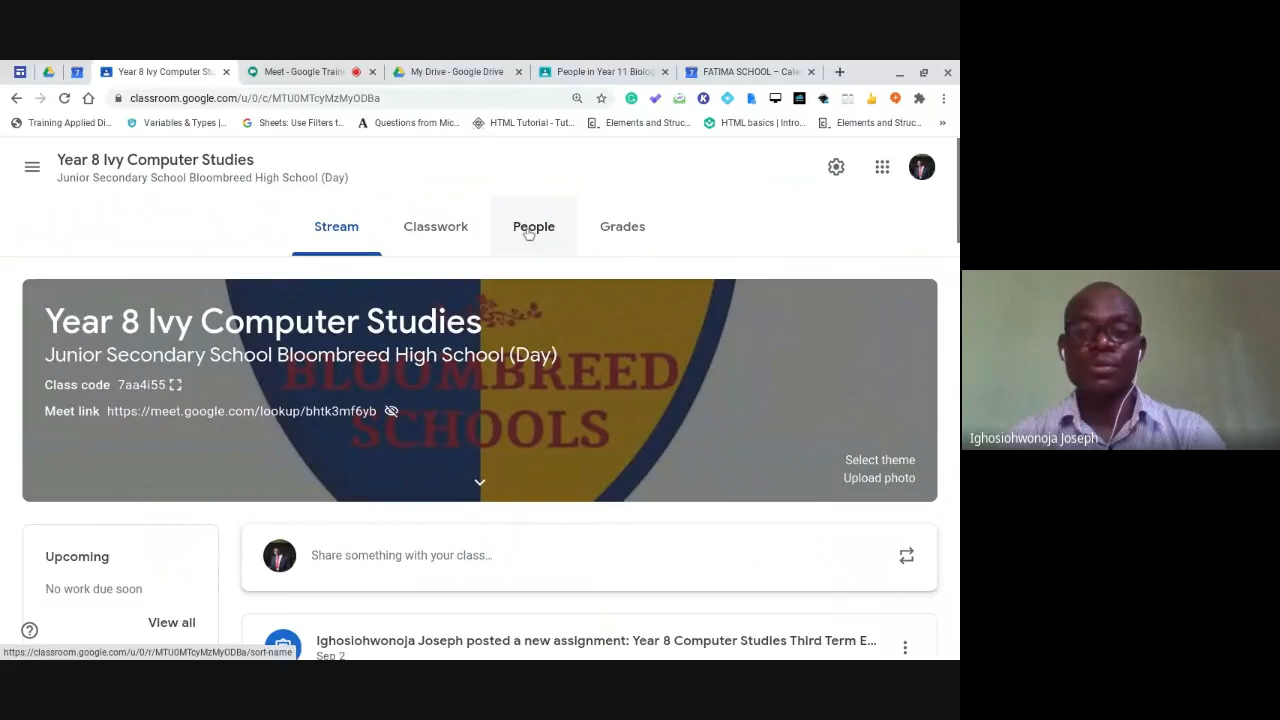 Year 8 Ivy Computer Stu
Meet - Google Train
My Drive - Google Drive
People in Year 11 Biolog
FATIMA SCHOOL – Cale
classroom.google.com/u/0/c/MTU0MTcyMzMyODBa
Training Applied Di...
Variables & Types |...
Sheets: Use Filters t...
Questions from Mic...
HTML Tutorial - Tut...
Elements and Struc...
HTML basics | Intro...
Elements and Struc...
Year 8 Ivy Computer Studies
Junior Secondary School Bloombreed High School (Day)
Stream
Classwork
People
Grades
Year 8 Ivy Computer Studies
Junior Secondary School Bloombreed High School (Day)
BLOOMBREED
SCHOOLS
Class code 7aa4i55
Meet link https://meet.google.com/lookup/bhtk3mf6yb
Select theme
Upload photo
Upcoming
No work due soon
View all
Share something with your class...
Ighosiohwonoja Joseph posted a new assignment: Year 8 Computer Studies Third Term E...
Sep 2
https://classroom.google.com/u/0/r/MTU0MTcyMzMyODBa/sort-name
Ighosiohwonoja Joseph